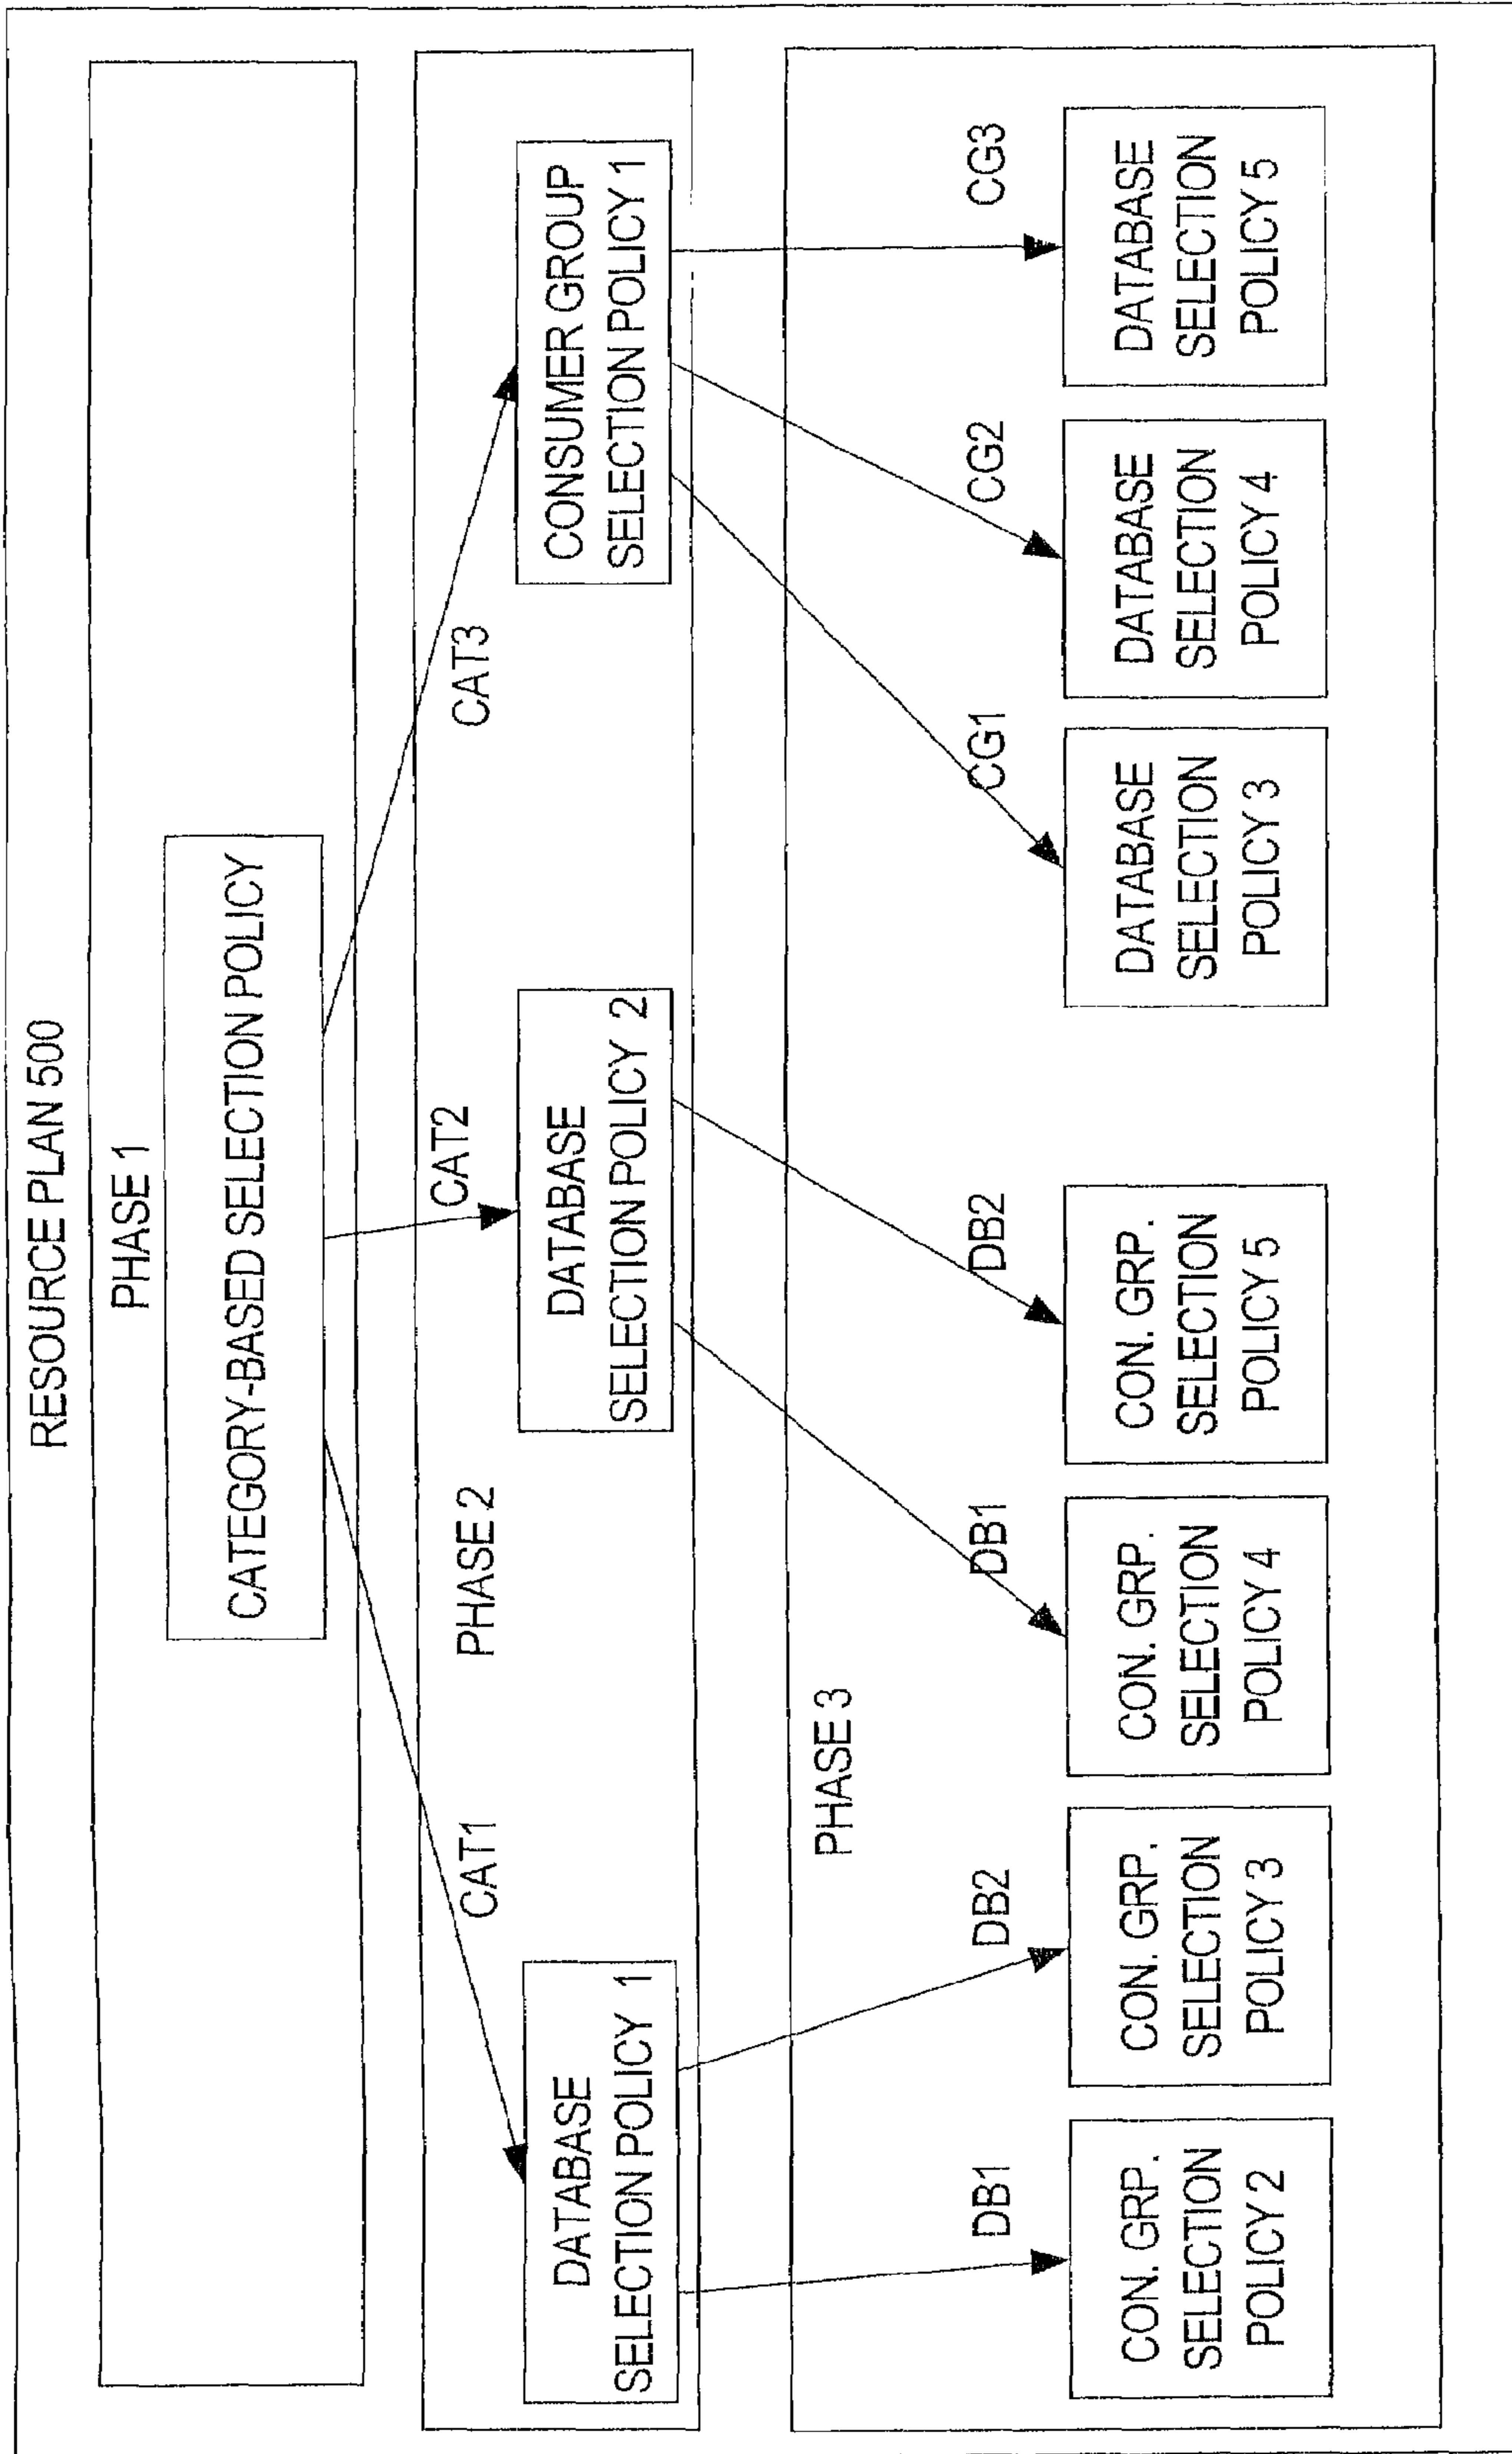 RESOURCE PLAN 500
PHASE 1
CATEGORY-BASED SELECTION POLICY
CAT1
PHASE 2
CAT2
CAT3
DATABASE
SELECTION POLICY 1
DATABASE
SELECTION POLICY 2
CONSUMER GROUP
SELECTION POLICY 1
PHASE 3
DB1
DB2
DB1
DB2
CG1
CG2
CG3
CON. GRP.
SELECTION
POLICY 2
CON. GRP.
SELECTION
POLICY 3
CON. GRP.
SELECTION
POLICY 4
CON. GRP.
SELECTION
POLICY 5
DATABASE
SELECTION
POLICY 3
DATABASE
SELECTION
POLICY 4
DATABASE
SELECTION
POLICY 5